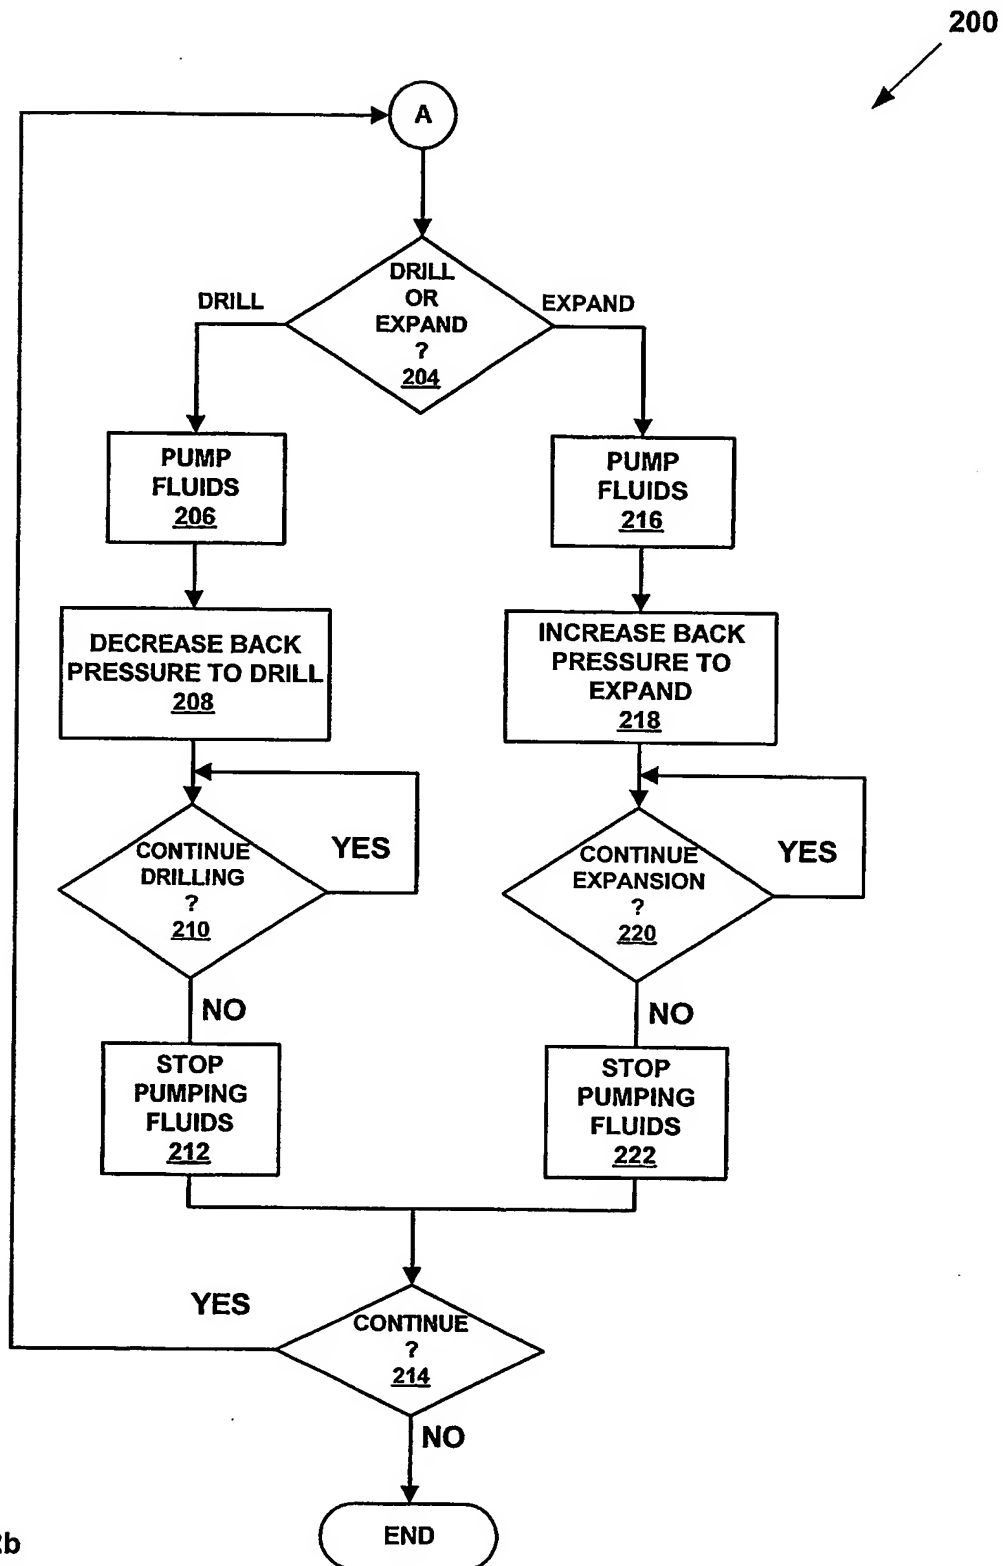 200
A
DRILL
OR
EXPAND
?
204
DRILL
EXPAND
PUMP
FLUIDS
206
PUMP
FLUIDS
216
DECREASE BACK
PRESSURE TO DRILL
208
INCREASE BACK
PRESSURE TO
EXPAND
218
CONTINUE
DRILLING
?
210
YES
CONTINUE
EXPANSION
?
220
YES
NO
NO
STOP
PUMPING
FLUIDS
212
STOP
PUMPING
FLUIDS
222
YES
CONTINUE
?
214
NO
END